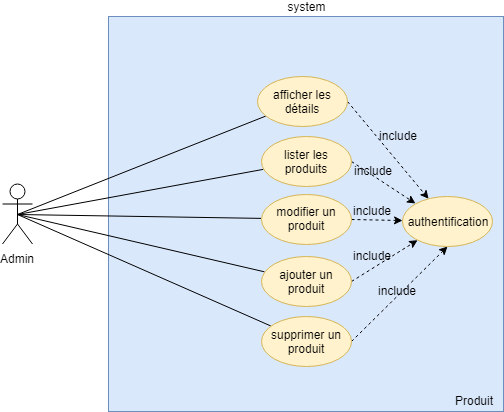 system
afficher les
détails
include
lister les
produits
include
modifier un
produit
include
authentification
Admin
include
ajouter un
produit
include
supprimer un
produit
Produit